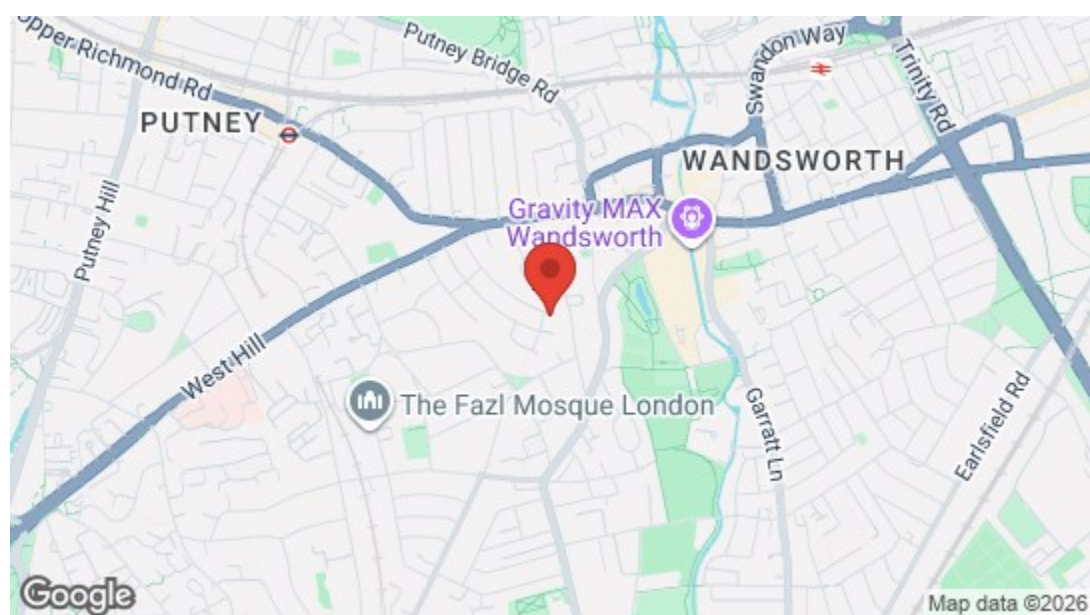 Upper Richmond Rd
Putney Bridge Rd
Swandon Way
Trinity Rd
PUTNEY
WANDSWORTH
Putney Hill
Gravity MAX
Wandsworth
West Hill
The Fazl Mosque London
Garratt Ln
Earlsfield Rd
Google
Map data ©2026